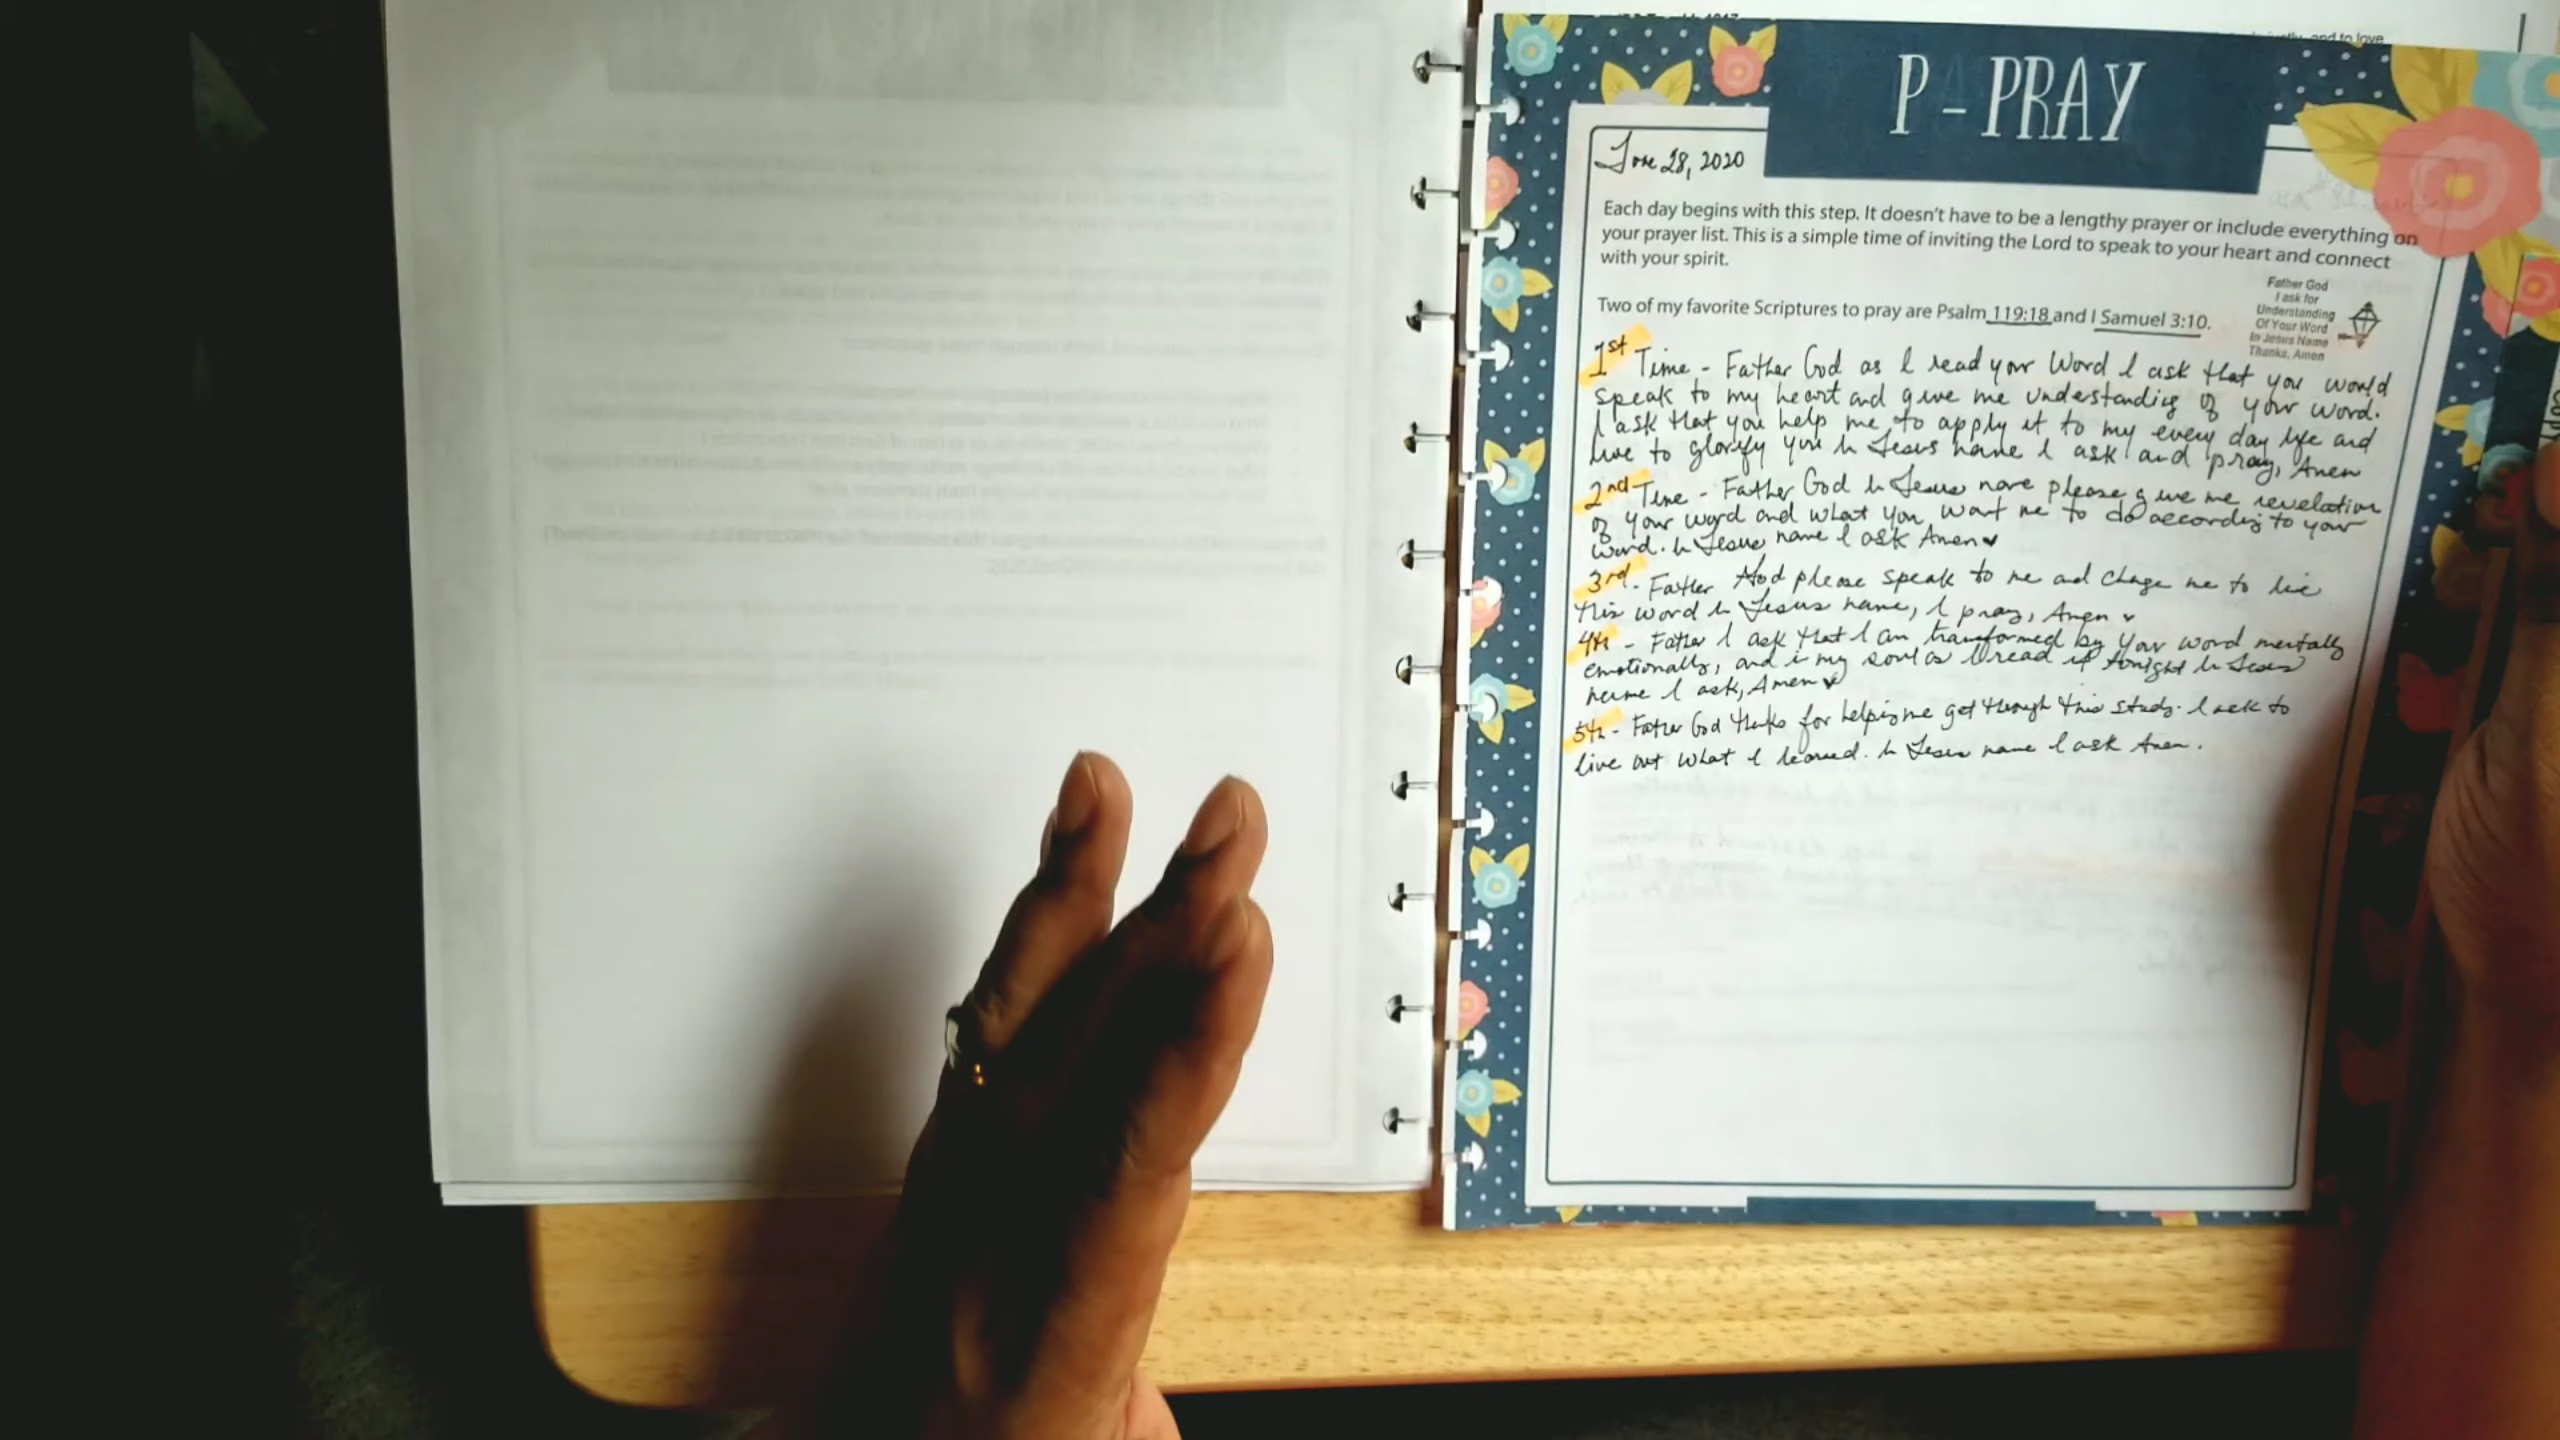 P - PRAY
June 28, 2020
Each day begins with this step. It doesn't have to be a lengthy prayer or include everything on
your prayer list. This is a simple time of inviting the Lord to speak to your heart and connect
with your spirit.
Father God
I ask for
Understanding
Of Your Word
In Jesus Name
Thanks, Amen
Two of my favorite Scriptures to pray are Psalm 119:18 and I Samuel 3:10.
1st Time - Father God as I read your Word I ask that you would
speak to my heart and give me understanding of your word.
I ask that you help me to apply it to my every day life and
live to glorify you in Jesus name I ask and pray, Amen
2nd Time - Father God in Jesus name please give me revelation
of your word and what you want me to do according to your
word. In Jesus name I ask Amen ♥
3rd. Father God please speak to me and change me to live
this word in Jesus name, I pray, Amen ♥
4th - Father I ask that I am transformed by your word mentally
emotionally, and in my soul as I read it tonight in Jesus
name I ask, Amen ♥
5th - Father God thanks for helping me get through this study. I ask to
live out what I learned. In Jesus name I ask Amen.